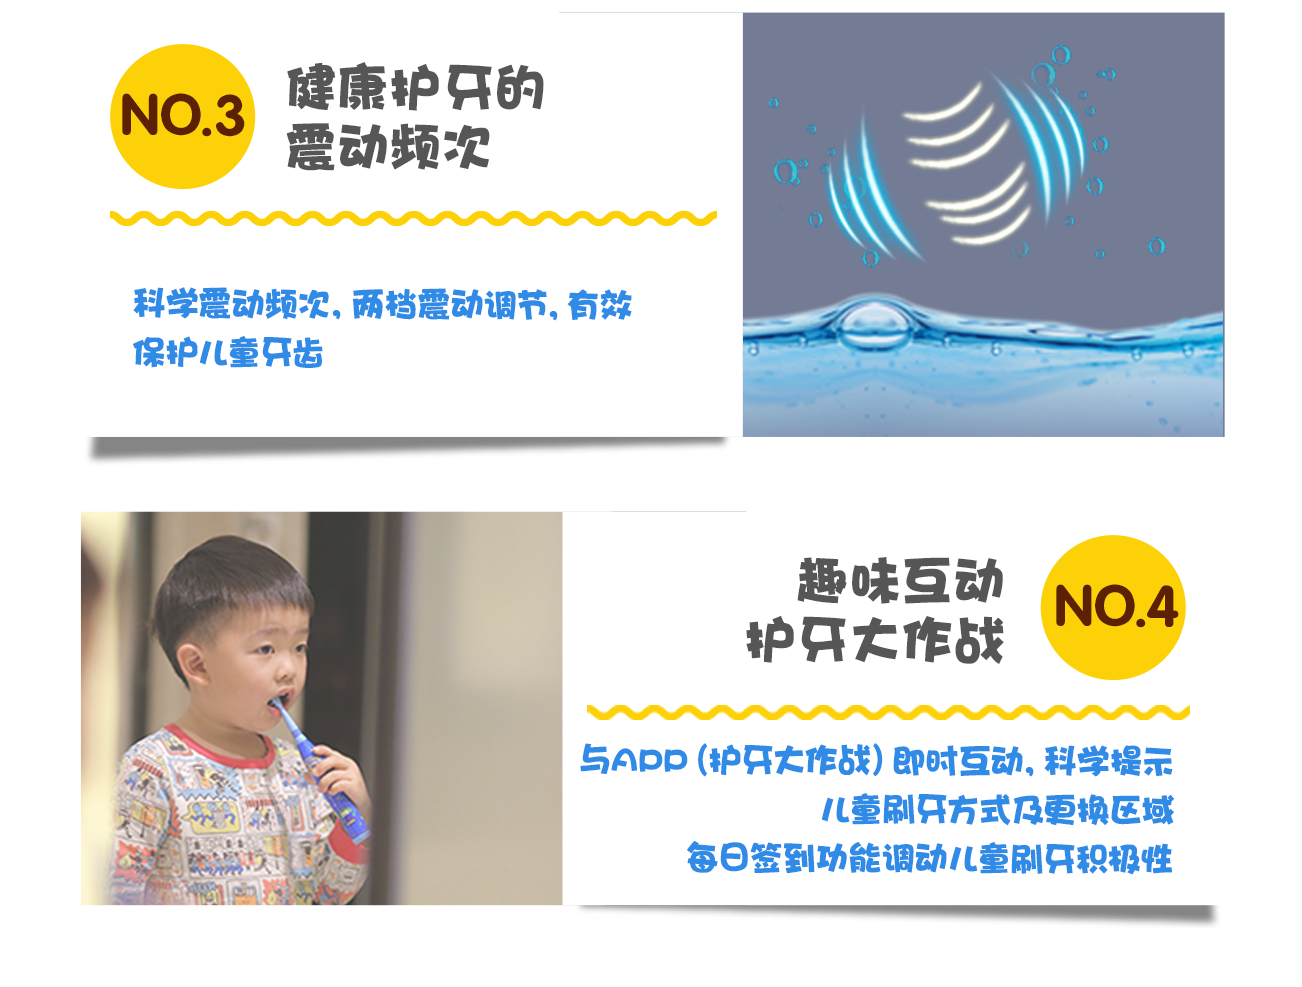 NO.3
健康护牙的
震动频次
科学震动频次, 两档震动调节, 有效
保护儿童牙齿
趣味互动
护牙大作战
NO.4
与APP (护牙大作战) 即时互动, 科学提示
儿童刷牙方式及更换区域
每日签到功能调动儿童刷牙积极性